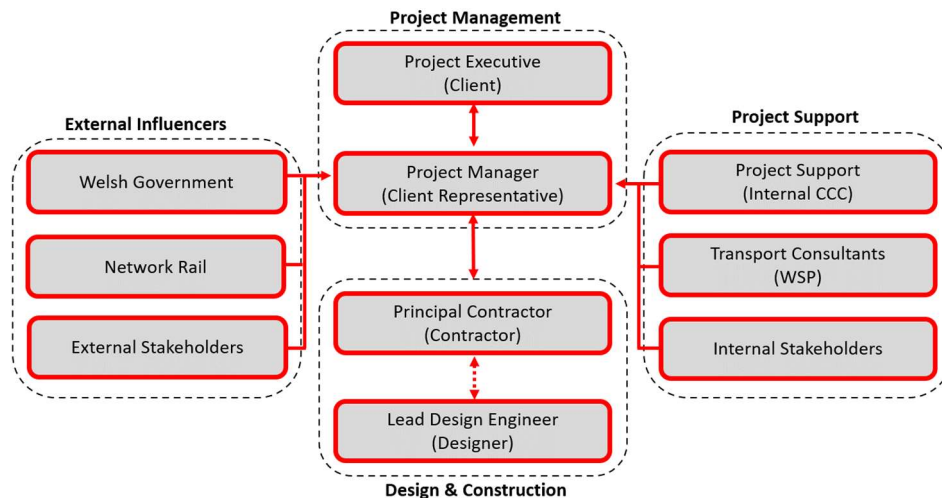 Project Management
Project Executive
(Client)
External Influencers
Project Support
Welsh Government
Project Manager
(Client Representative)
Project Support
(Internal CCC)
Network Rail
Transport Consultants
(WSP)
Principal Contractor
(Contractor)
External Stakeholders
Internal Stakeholders
Lead Design Engineer
(Designer)
Design & Construction